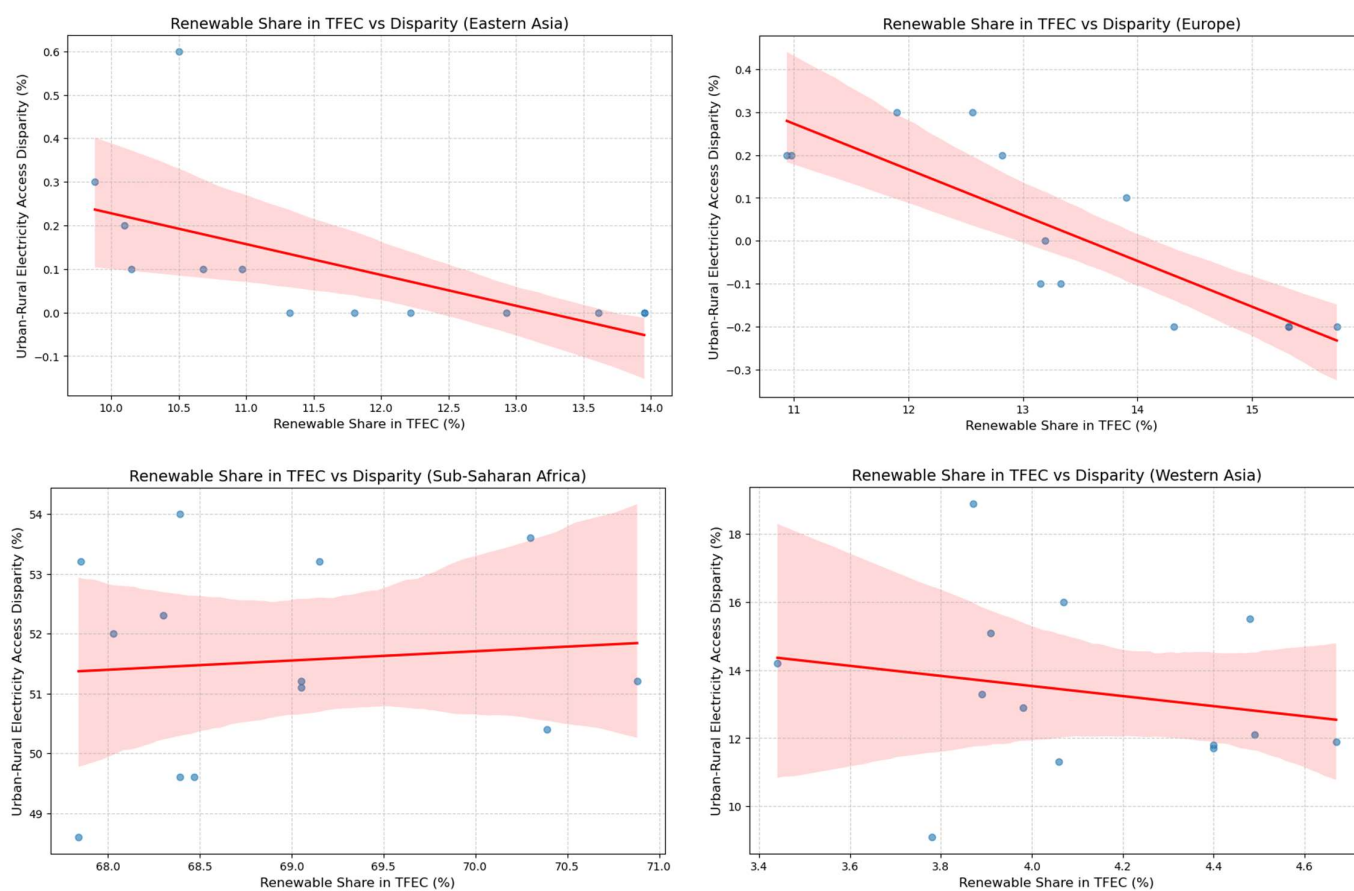 Renewable Share in TFEC vs Disparity (Eastern Asia)
Urban-Rural Electricity Access Disparity (%)
0.6
0.5
0.4
0.3
0.2
0.1
0.0
−0.1
10.0 10.5 11.0 11.5 12.0 12.5 13.0 13.5 14.0
Renewable Share in TFEC (%)
Renewable Share in TFEC vs Disparity (Europe)
Urban-Rural Electricity Access Disparity (%)
0.4
0.3
0.2
0.1
0.0
−0.1
−0.2
−0.3
11 12 13 14 15
Renewable Share in TFEC (%)
Renewable Share in TFEC vs Disparity (Sub-Saharan Africa)
Urban-Rural Electricity Access Disparity (%)
54
53
52
51
50
49
68.0 68.5 69.0 69.5 70.0 70.5 71.0
Renewable Share in TFEC (%)
Renewable Share in TFEC vs Disparity (Western Asia)
Urban-Rural Electricity Access Disparity (%)
18
16
14
12
10
3.4 3.6 3.8 4.0 4.2 4.4 4.6
Renewable Share in TFEC (%)